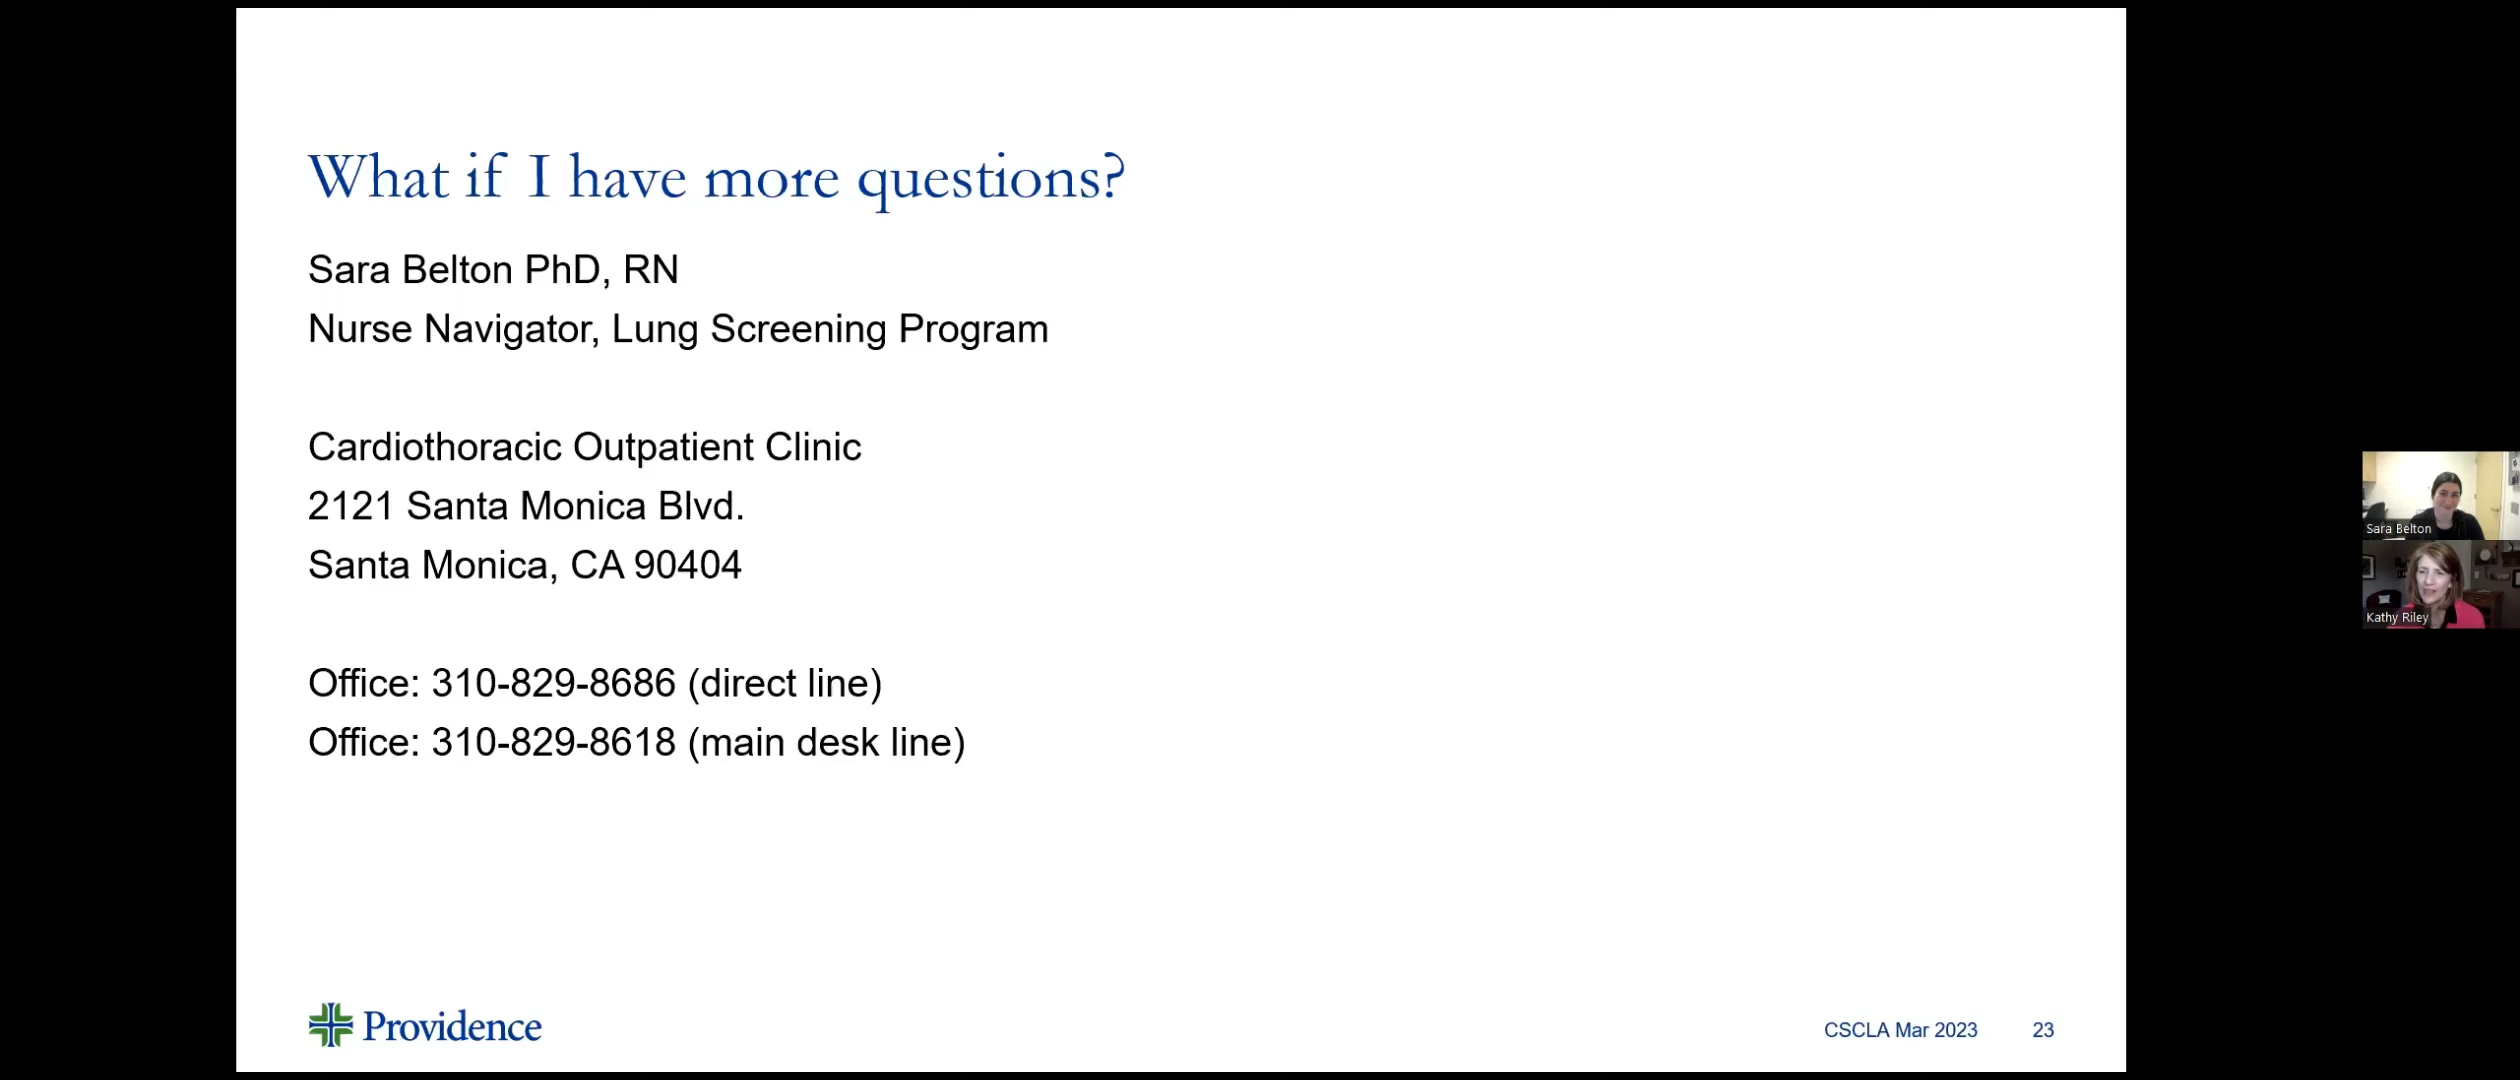 What if I have more questions?
Sara Belton PhD, RN
Nurse Navigator, Lung Screening Program
Cardiothoracic Outpatient Clinic
2121 Santa Monica Blvd.
Santa Monica, CA 90404
Office: 310-829-8686 (direct line)
Office: 310-829-8618 (main desk line)
Providence
CSCLA Mar 2023 23
Sara Belton
Kathy Riley